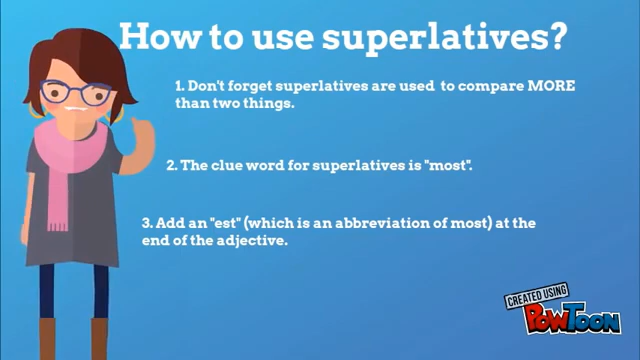 How to use superlatives?
1. Don't forget superlatives are used to compare MORE
than two things.
2. The clue word for superlatives is "most".
3. Add an "est" (which is an abbreviation of most) at the
end of the adjective.
CREATED USING
POWTOON